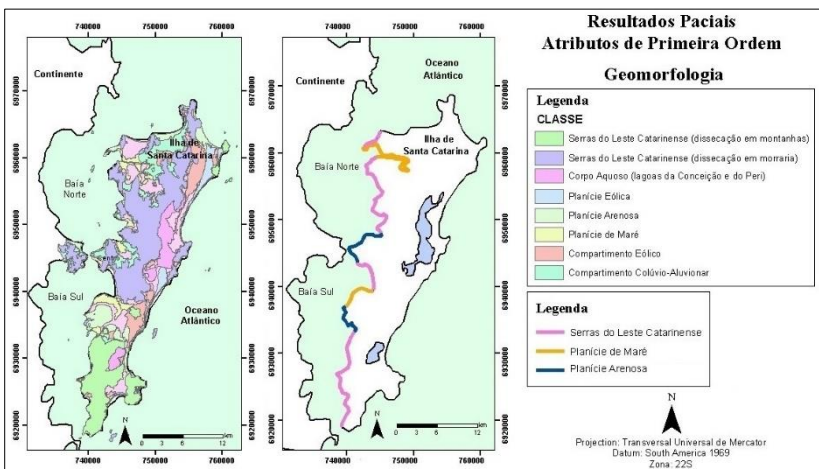 Resultados Paciais
Atributos de Primeira Ordem
Geomorfologia
740000
750000
760000
Continente
6970000
6960000
6950000
6940000
6930000
6920000
Ilha de
Santa Catarina
Baía
Norte
Centro
Baía Sul
Oceano
Atlântico
N
km
0
6
12
740000
750000
760000
740000
750000
760000
Continente
Oceano
Atlântico
6970000
6960000
6950000
6940000
6930000
6920000
Ilha de
Santa Catarina
Baía Norte
Baía Sul
N
km
0
6
12
740000
750000
760000
Legenda
CLASSE
Serras do Leste Catarinense (dissecação em montanhas)
Serras do Leste Catarinense (dissecação em morraria)
Corpo Aquoso (lagoas da Conceição e do Peri)
Planície Eólica
Planície Arenosa
Planície de Maré
Compartimento Eólico
Compartimento Colúvio-Aluvionar
Legenda
Serras do Leste Catarinense
Planície de Maré
Planície Arenosa
N
Projection: Transversal Universal de Mercator
Datum: South America 1969
Zona: 22S